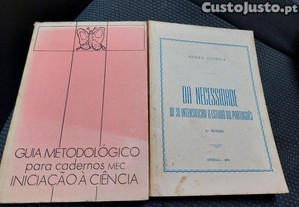 CustoJusto.pt
GUIA METODOLÓGICO
para cadernos MEC
INICIAÇÃO À CIÊNCIA
DA NECESSIDADE
DE SE INTENSIFICAR O ESTUDO DO PORTUGUÊS